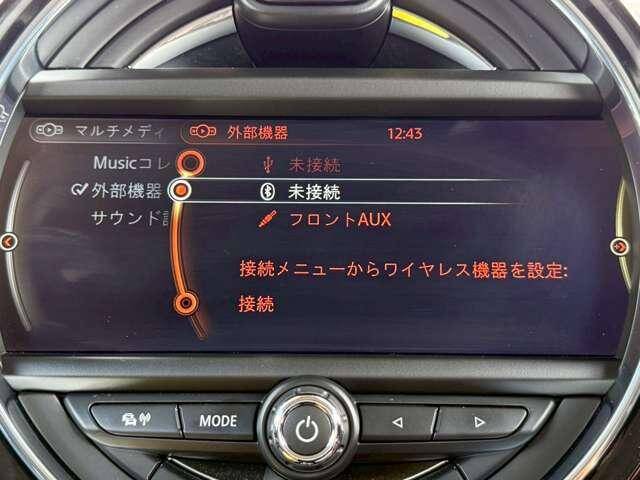 マルチメディ 外部機器 12:43
Musicコレ 未接続
外部機器 未接続
サウンド フロントAUX
接続メニューからワイヤレス機器を設定:
接続
MODE